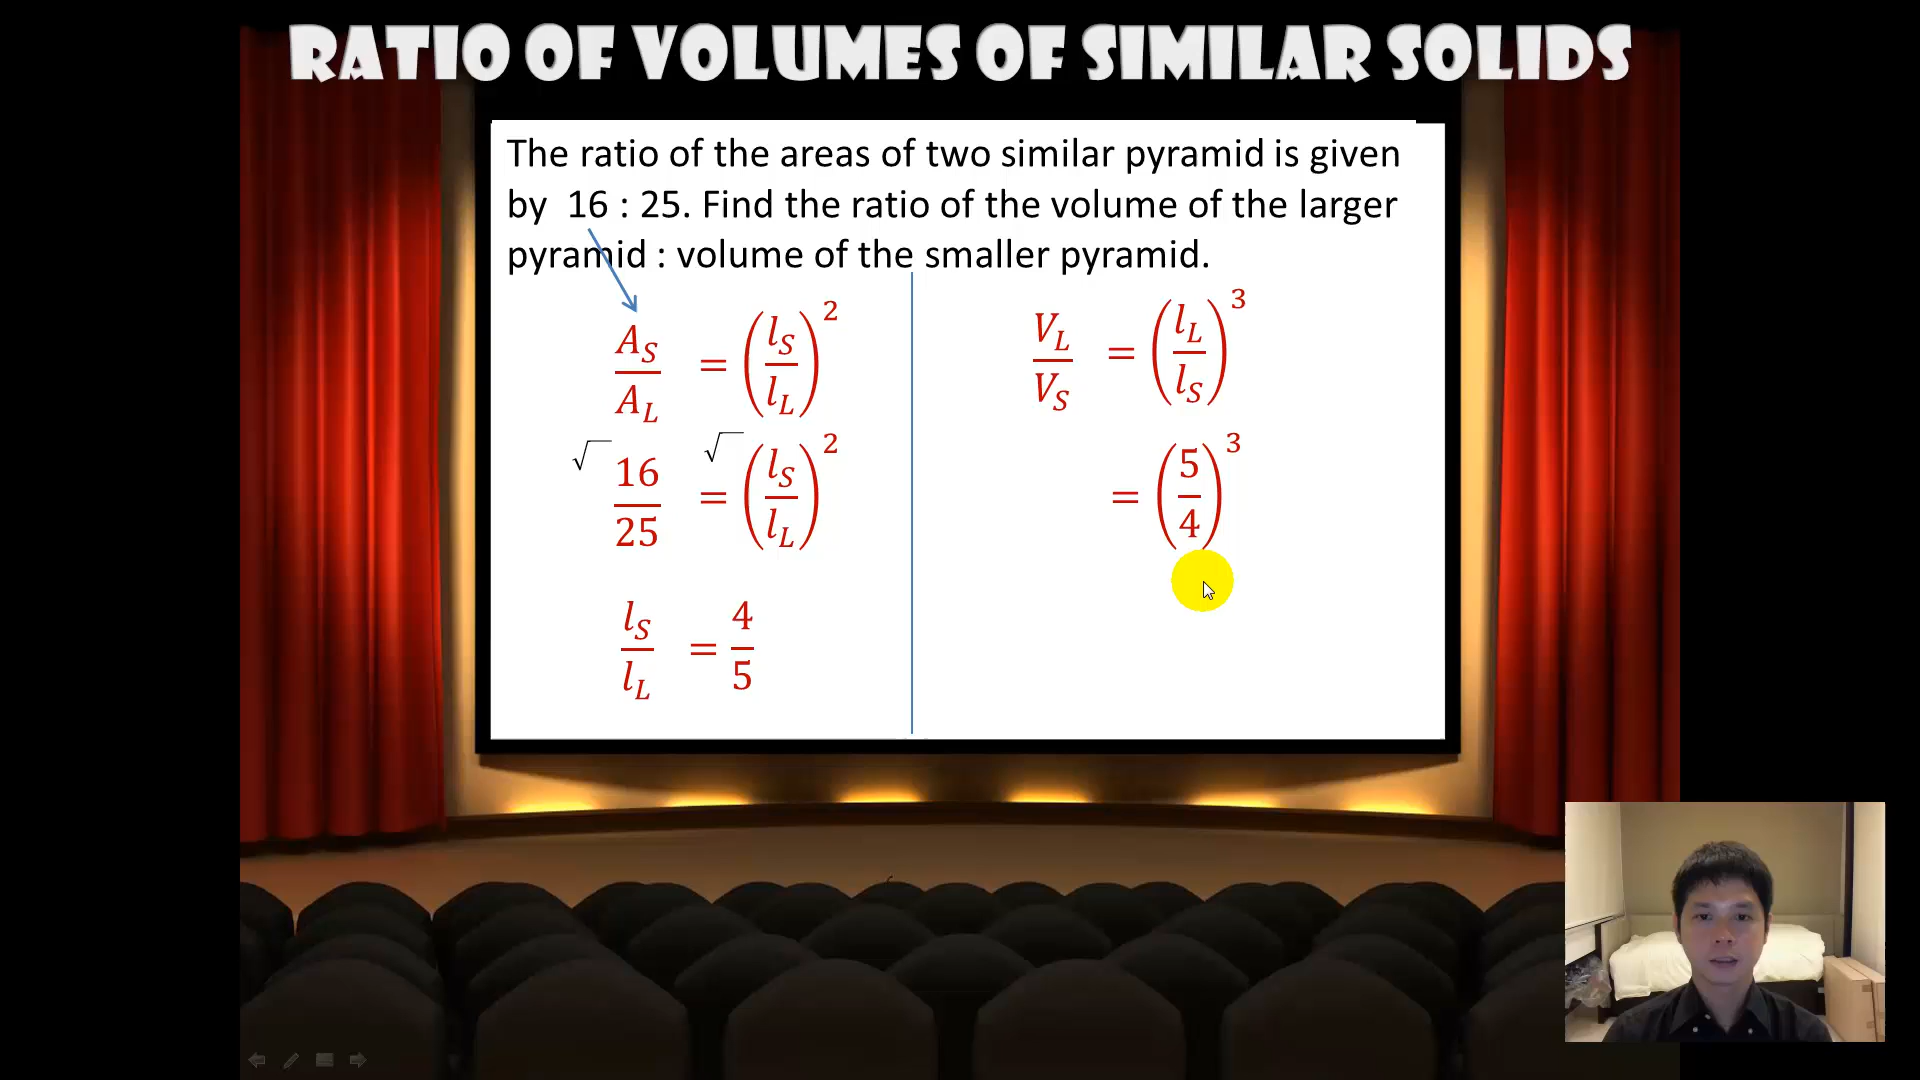 RATIO OF VOLUMES OF SIMILAR SOLIDS
The ratio of the areas of two similar pyramid is given
by 16 : 25. Find the ratio of the volume of the larger
pyramid : volume of the smaller pyramid.
A_S/A_L = (l_S/l_L)^2
√ 16/25 = √ (l_S/l_L)^2
l_S/l_L = 4/5
V_L/V_S = (l_L/l_S)^3
= (5/4)^3